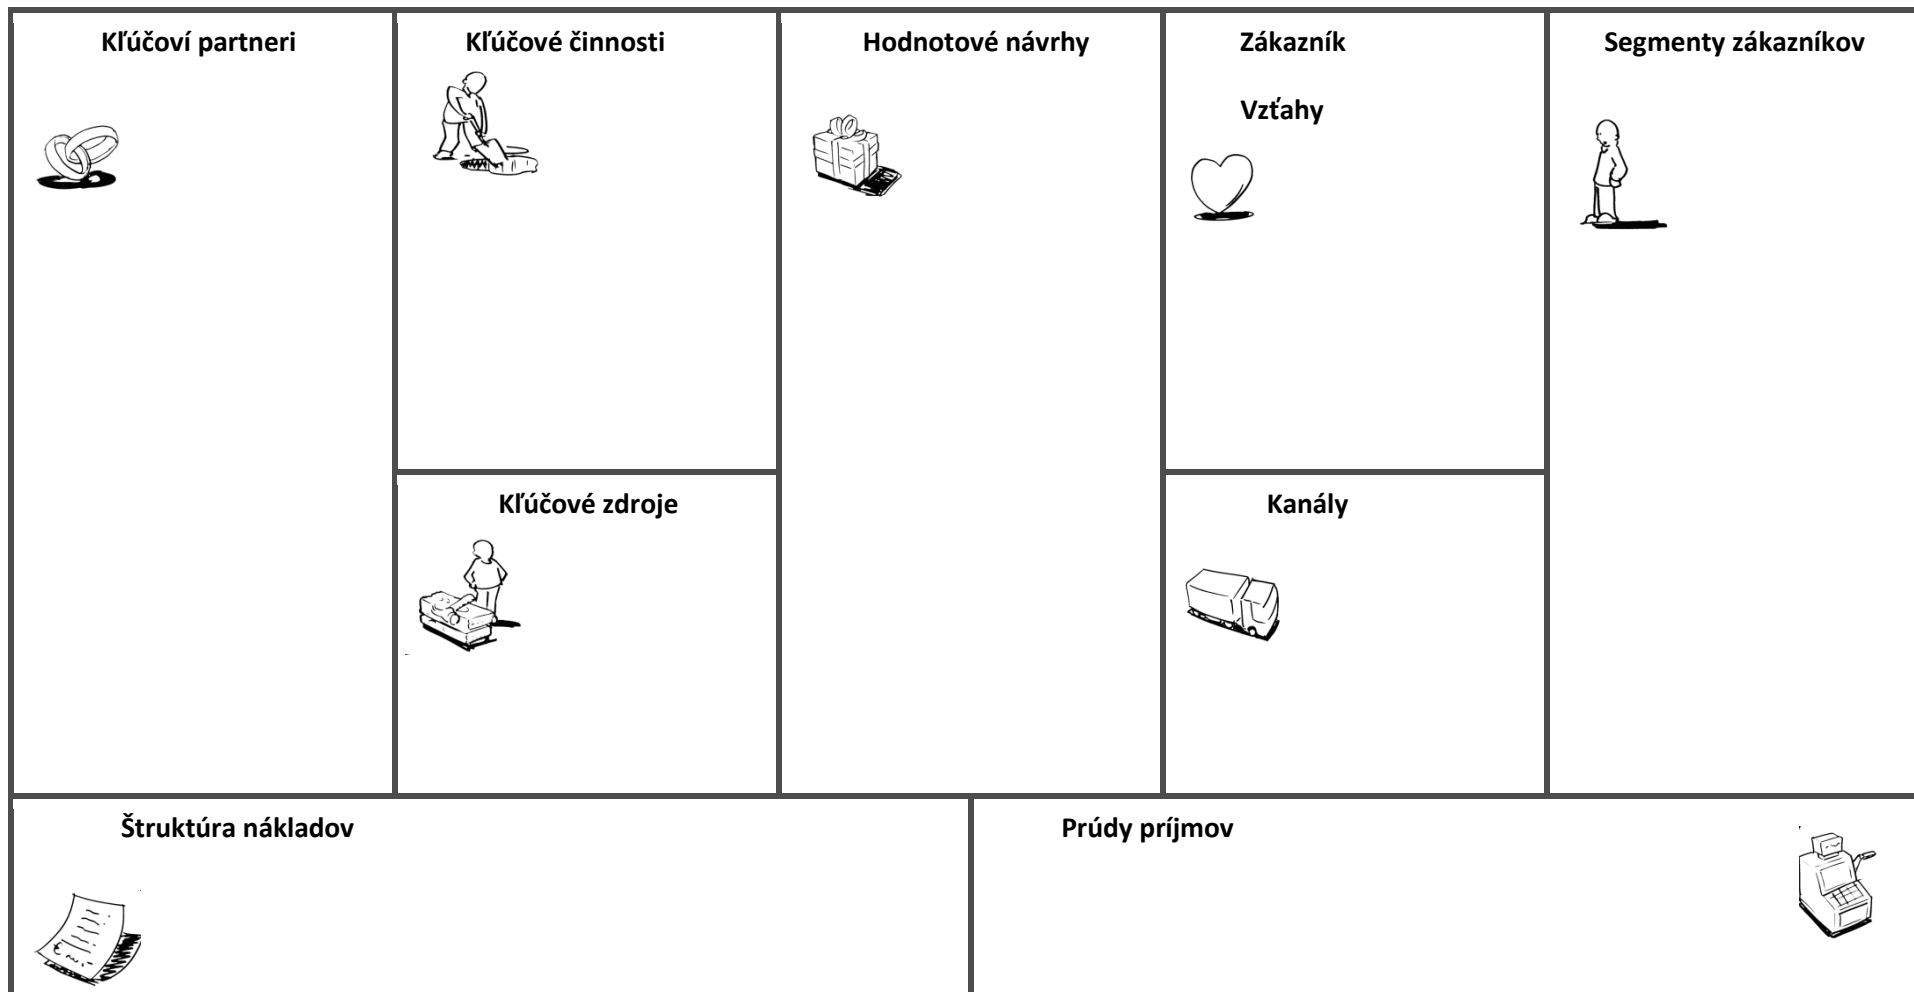 Kľúčoví partneri
Kľúčové činnosti
Hodnotové návrhy
Zákazník
Vzťahy
Segmenty zákazníkov
Kľúčové zdroje
Kanály
Štruktúra nákladov
Prúdy príjmov